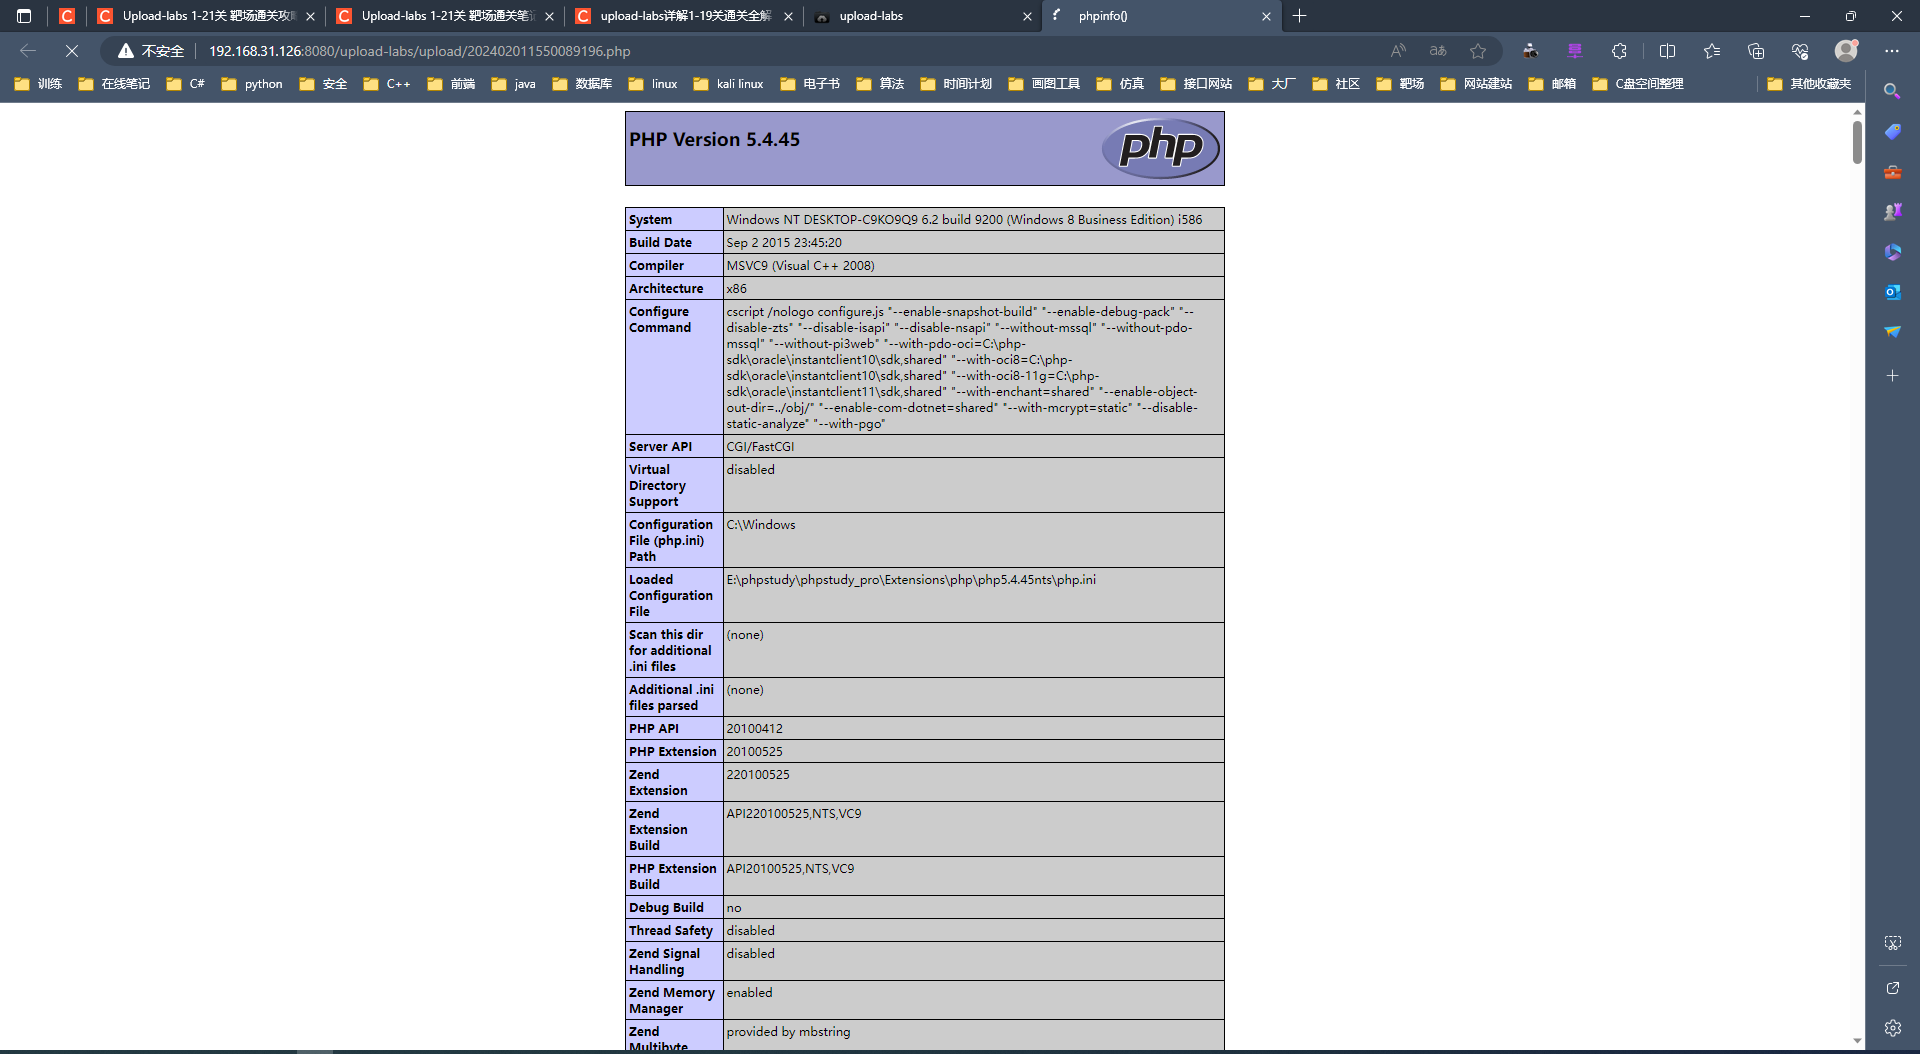 Upload-labs 1-21关 靶场通关攻略
Upload-labs 1-21关 靶场通关笔记
upload-labs详解1-19关通关全解
upload-labs
phpinfo()
不安全
192.168.31.126:8080/upload-labs/upload/202402011550089196.php
训练
在线笔记
C#
python
安全
C++
前端
java
数据库
linux
kali linux
电子书
算法
时间计划
画图工具
仿真
接口网站
大厂
社区
靶场
网站建站
邮箱
C盘空间整理
其他收藏夹
PHP Version 5.4.45
php
System Windows NT DESKTOP-C9KO9Q9 6.2 build 9200 (Windows 8 Business Edition) i586
Build Date Sep 2 2015 23:45:20
Compiler MSVC9 (Visual C++ 2008)
Architecture x86
Configure Command
cscript /nologo configure.js "--enable-snapshot-build" "--enable-debug-pack" "--
disable-zts" "--disable-isapi" "--disable-nsapi" "--without-mssql" "--without-pdo-
mssql" "--without-pi3web" "--with-pdo-oci=C:\php-
sdk\oracle\instantclient10\sdk,shared" "--with-oci8=C:\php-
sdk\oracle\instantclient10\sdk,shared" "--with-oci8-11g=C:\php-
sdk\oracle\instantclient11\sdk,shared" "--with-enchant=shared" "--enable-object-
out-dir=../obj/" "--enable-com-dotnet=shared" "--with-mcrypt=static" "--disable-
static-analyze" "--with-pgo"
Server API CGI/FastCGI
Virtual Directory Support disabled
Configuration File (php.ini) Path C:\Windows
Loaded Configuration File E:\phpstudy\phpstudy_pro\Extensions\php\php5.4.45nts\php.ini
Scan this dir for additional .ini files (none)
Additional .ini files parsed (none)
PHP API 20100412
PHP Extension 20100525
Zend Extension 220100525
Zend Extension Build API220100525,NTS,VC9
PHP Extension Build API20100525,NTS,VC9
Debug Build no
Thread Safety disabled
Zend Signal Handling disabled
Zend Memory Manager enabled
Zend Multibyte provided by mbstring